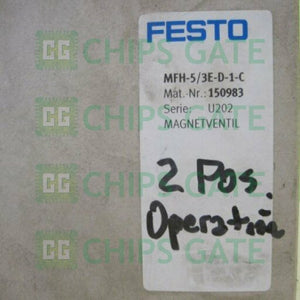 FESTO
MFH-5/3E-D-1-C
Mat.-Nr.: 150983
Serie: U202
MAGNETVENTIL
2 Pos.
Operation
CHIPS GATE
CHIPS GATE
CHIPS GATE
CHIPS GATE